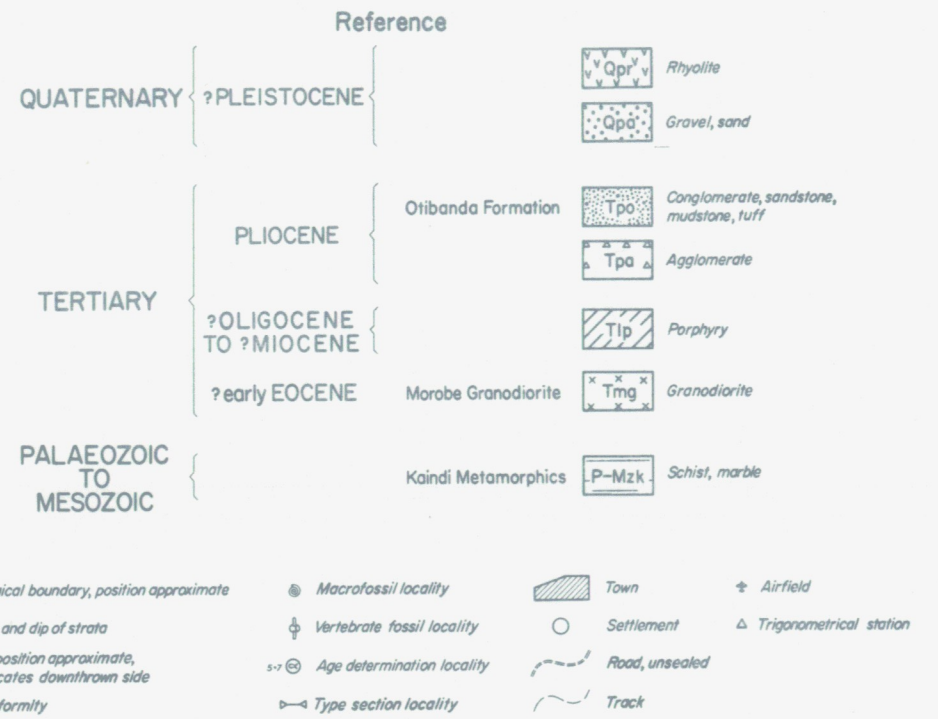 Reference
QUATERNARY
?PLEISTOCENE
Qpr
Rhyolite
Qpa
Gravel, sand
TERTIARY
PLIOCENE
Otibanda Formation
Tpo
Conglomerate, sandstone,
mudstone, tuff
Tpa
Agglomerate
?OLIGOCENE
TO ?MIOCENE
Tlp
Porphyry
?early EOCENE
Morobe Granodiorite
Tmg
Granodiorite
PALAEOZOIC
TO
MESOZOIC
Kaindi Metamorphics
P-Mzk
Schist, marble
ical boundary, position approximate
Macrofossil locality
Town
Airfield
and dip of strata
Vertebrate fossil locality
Settlement
Trigonometrical station
position approximate,
cates downthrown side
5-7
Age determination locality
Road, unsealed
formity
Type section locality
Track